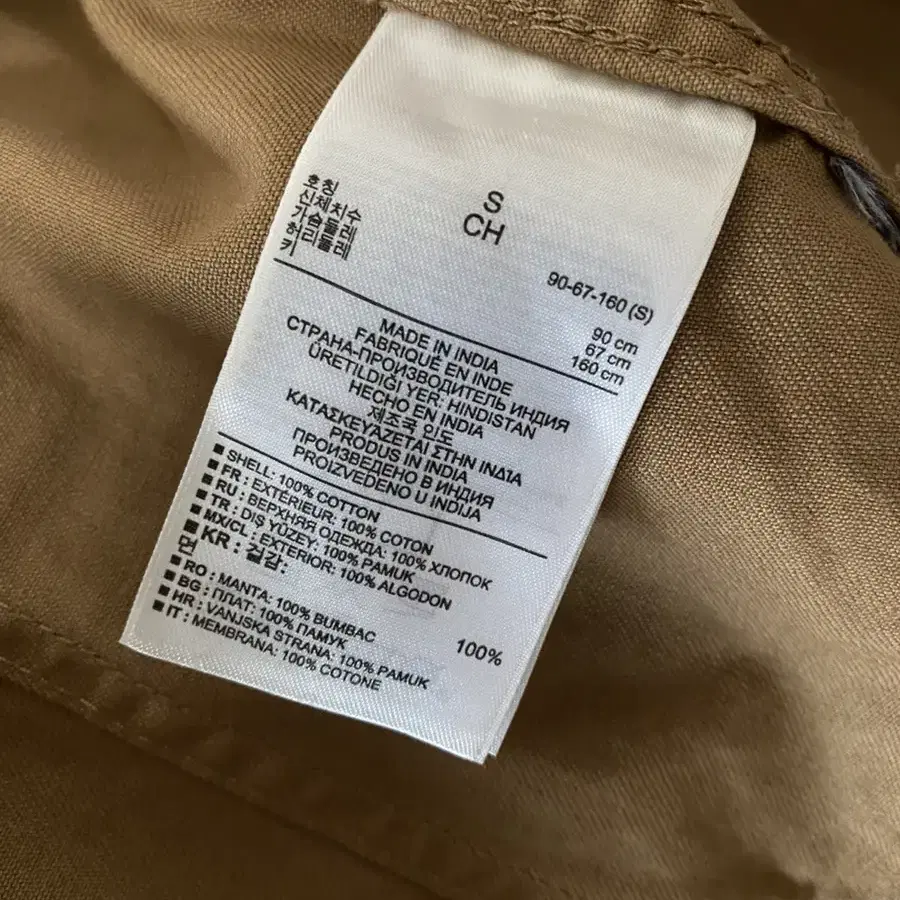 S
CH
호칭
신체치수 90-67-160 (S)
가슴둘레 90 cm
허리둘레 67 cm
키 160 cm
MADE IN INDIA
FABRIQUÉ EN INDE
СТРАНА-ПРОИЗВОДИТЕЛЬ ИНДИЯ
ÜRETILDIĞI YER: HINDISTAN
HECHO EN INDIA
제조국 인도
ΚΑΤΑΣΚΕΥΑΖΕΤΑΙ ΣΤΗΝ ΙΝΔΙΑ
PRODUS IN INDIA
ПРОИЗВЕДЕНО В ИНДИЯ
PROIZVEDENO U INDIJA
■ SHELL: 100% COTTON
■ FR : EXTÉRIEUR: 100% COTON
■ RU : ВЕРХНЯЯ ОДЕЖДА: 100% ХЛОПОК
■ TR : DIŞ YÜZEY: 100% PAMUK
■ MX/CL : EXTERIOR: 100% ALGODON
■ KR : 겉감:
면 100%
■ RO : MANTA: 100% BUMBAC
■ BG : ПЛАТ: 100% ПАМУК
■ HR : VANJSKA STRANA: 100% PAMUK
■ IT : MEMBRANA: 100% COTONE